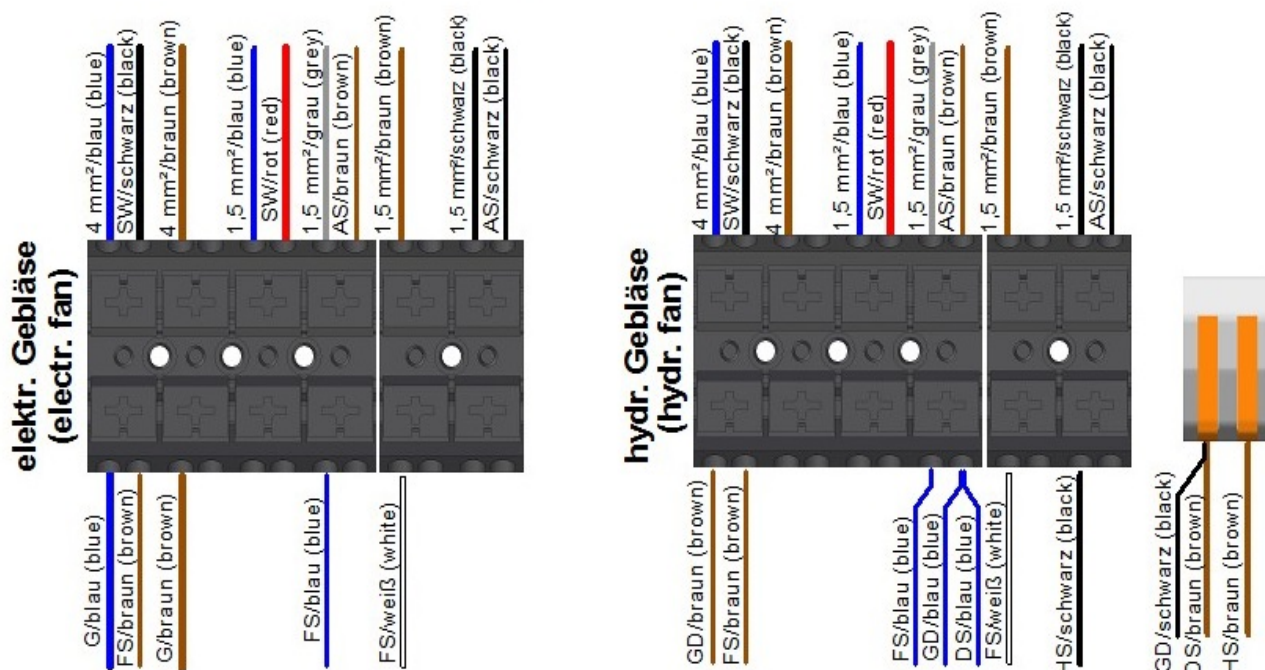 elektr. Gebläse
(electr. fan)
4 mm²/blau (blue)
SW/schwarz (black)
4 mm²/braun (brown)
1,5 mm²/blau (blue)
SW/rot (red)
1,5 mm²/grau (grey)
AS/braun (brown)
1,5 mm²/braun (brown)
1,5 mm²/schwarz (black)
AS/schwarz (black)
G/blau (blue)
FS/braun (brown)
G/braun (brown)
FS/blau (blue)
FS/weiß (white)
hydr. Gebläse
(hydr. fan)
4 mm²/blau (blue)
SW/schwarz (black)
4 mm²/braun (brown)
1,5 mm²/blau (blue)
SW/rot (red)
1,5 mm²/grau (grey)
AS/braun (brown)
1,5 mm²/braun (brown)
1,5 mm²/schwarz (black)
AS/schwarz (black)
GD/braun (brown)
FS/braun (brown)
FS/blau (blue)
GD/blau (blue)
DS/blau (blue)
FS/weiß (white)
HS/schwarz (black)
GD/schwarz (black)
DS/braun (brown)
HS/braun (brown)